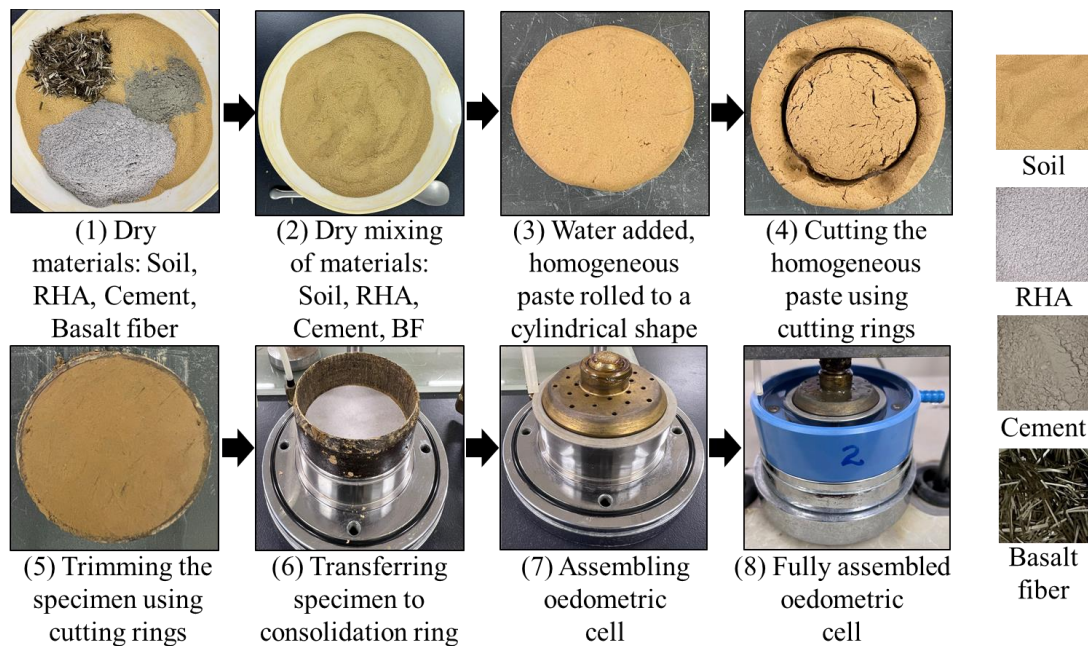 (1) Dry
materials: Soil,
RHA, Cement,
Basalt fiber
(2) Dry mixing
of materials:
Soil, RHA,
Cement, BF
(3) Water added,
homogeneous
paste rolled to a
cylindrical shape
(4) Cutting the
homogeneous
paste using
cutting rings
(5) Trimming the
specimen using
cutting rings
(6) Transferring
specimen to
consolidation ring
(7) Assembling
oedometric
cell
2
(8) Fully assembled
oedometric
cell
Soil
RHA
Cement
Basalt
fiber